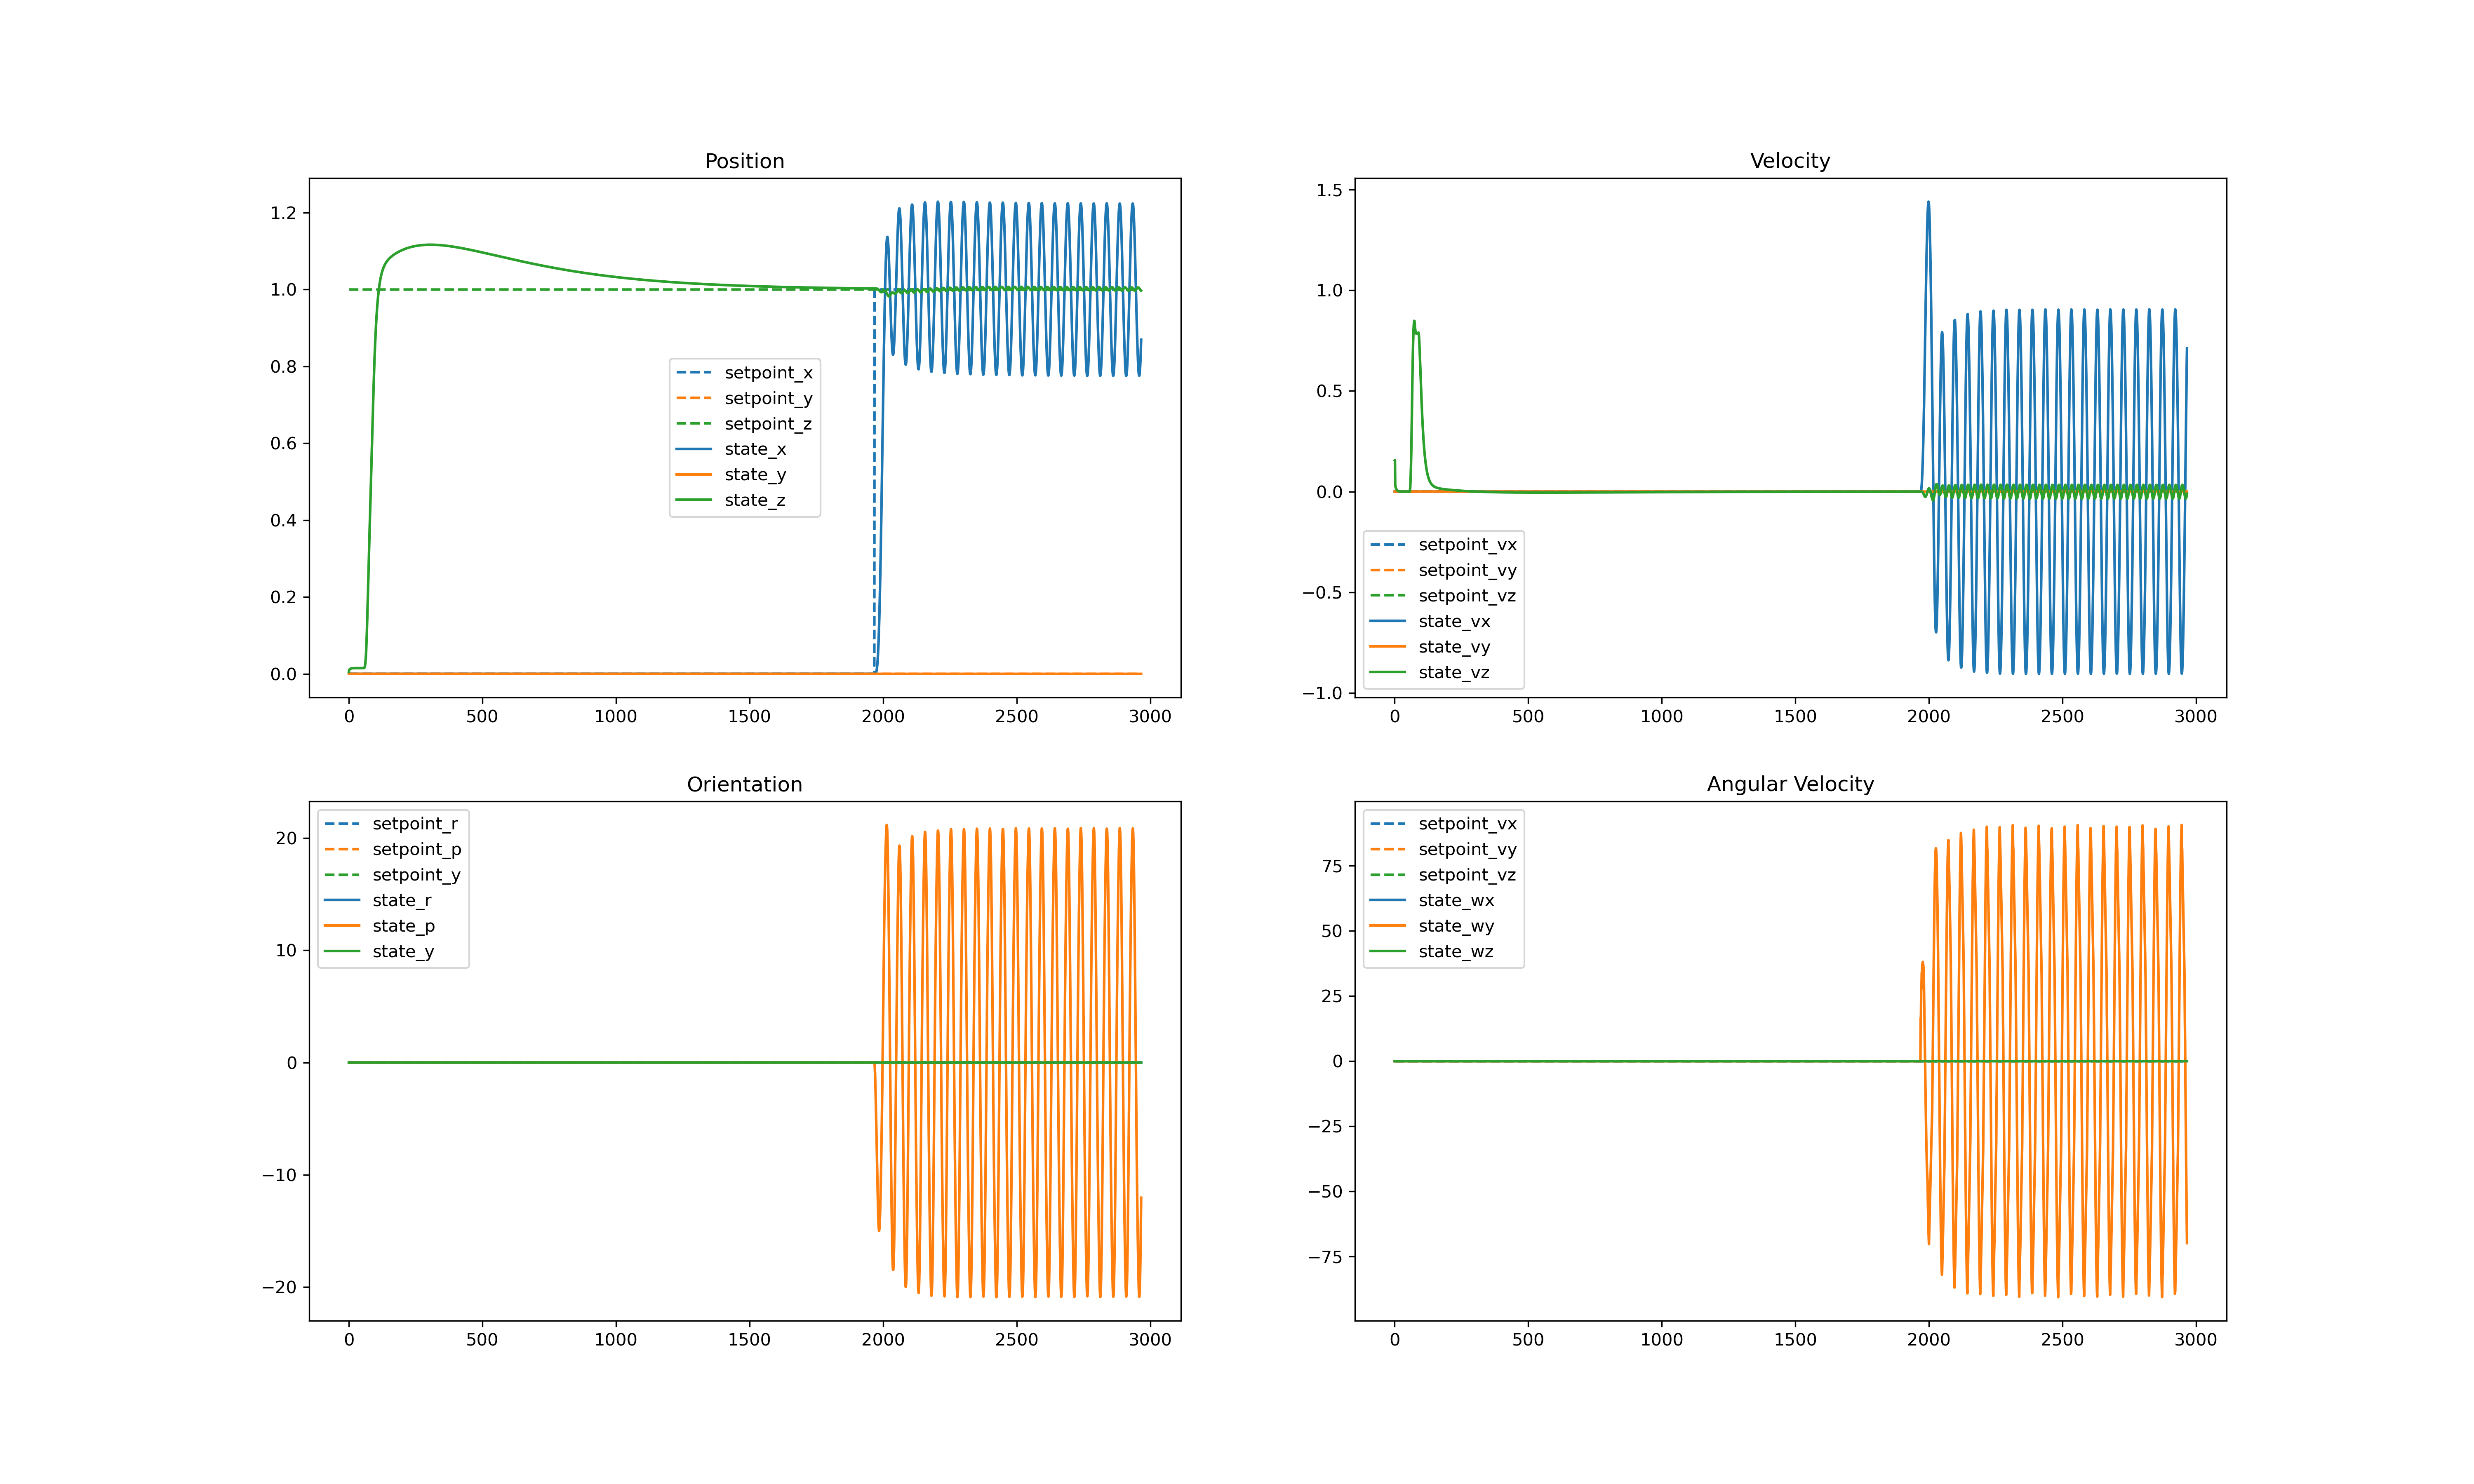 Position
1.2
1.0
0.8
0.6
0.4
0.2
0.0
setpoint_x
setpoint_y
setpoint_z
state_x
state_y
state_z
0 500 1000 1500 2000 2500 3000
Velocity
1.5
1.0
0.5
0.0
−0.5
−1.0
setpoint_vx
setpoint_vy
setpoint_vz
state_vx
state_vy
state_vz
0 500 1000 1500 2000 2500 3000
Orientation
20
10
0
−10
−20
setpoint_r
setpoint_p
setpoint_y
state_r
state_p
state_y
0 500 1000 1500 2000 2500 3000
Angular Velocity
75
50
25
0
−25
−50
−75
setpoint_vx
setpoint_vy
setpoint_vz
state_wx
state_wy
state_wz
0 500 1000 1500 2000 2500 3000